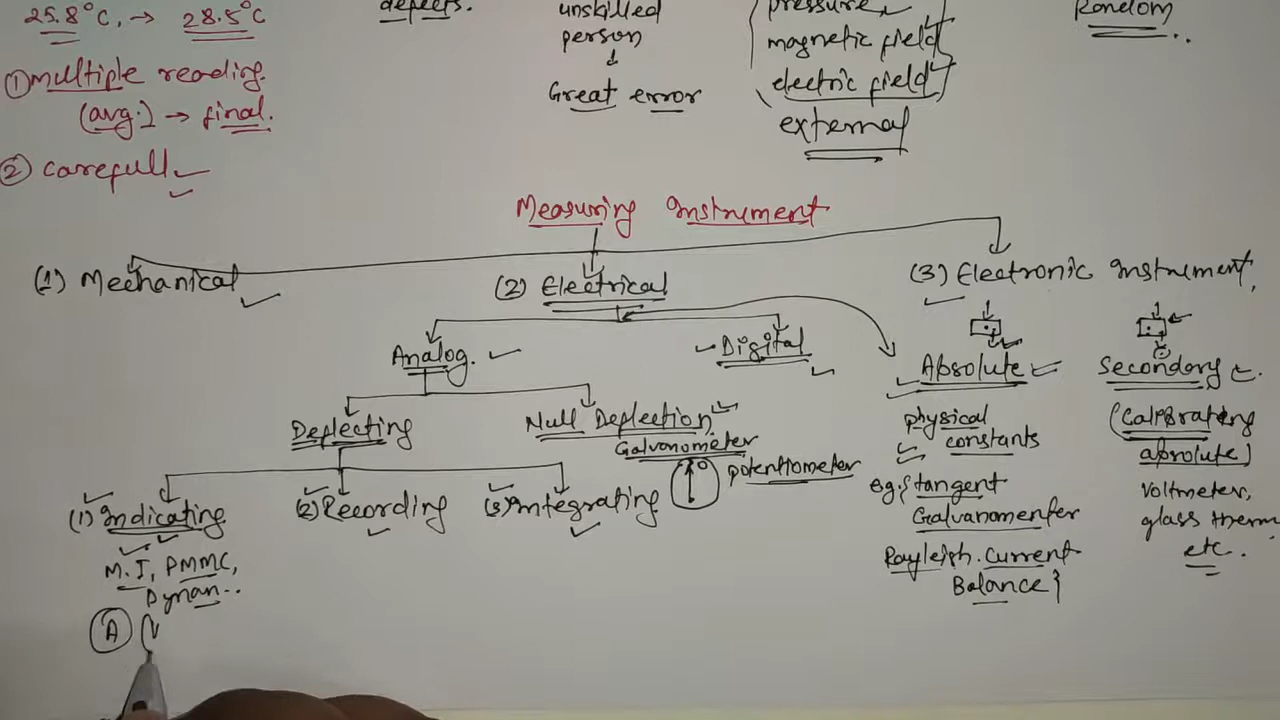 25.8°C, → 28.5°C
① multiple reading.
(avg.) → final.
② carefull
defects.
unskilled
person
Great error
pressure
magnetic field
electric field
external
Random
Measuring Instrument
(1) Mechanical
(2) Electrical
(3) Electronic Instrument,
Analog.
Digital
Absolute
Secondary
Deflecting
Null Deflection
Galvanometer
potentiometer
physical
constants
(Calibrating
absolute)
(1) Indicating
(2) Recording
(3) Integrating
eg. { tangent
Galvanomenter
Rayleigh. Current
Balance }
Voltmeter,
glass therm
etc.
M.I, PMMC,
Dynam..
A V